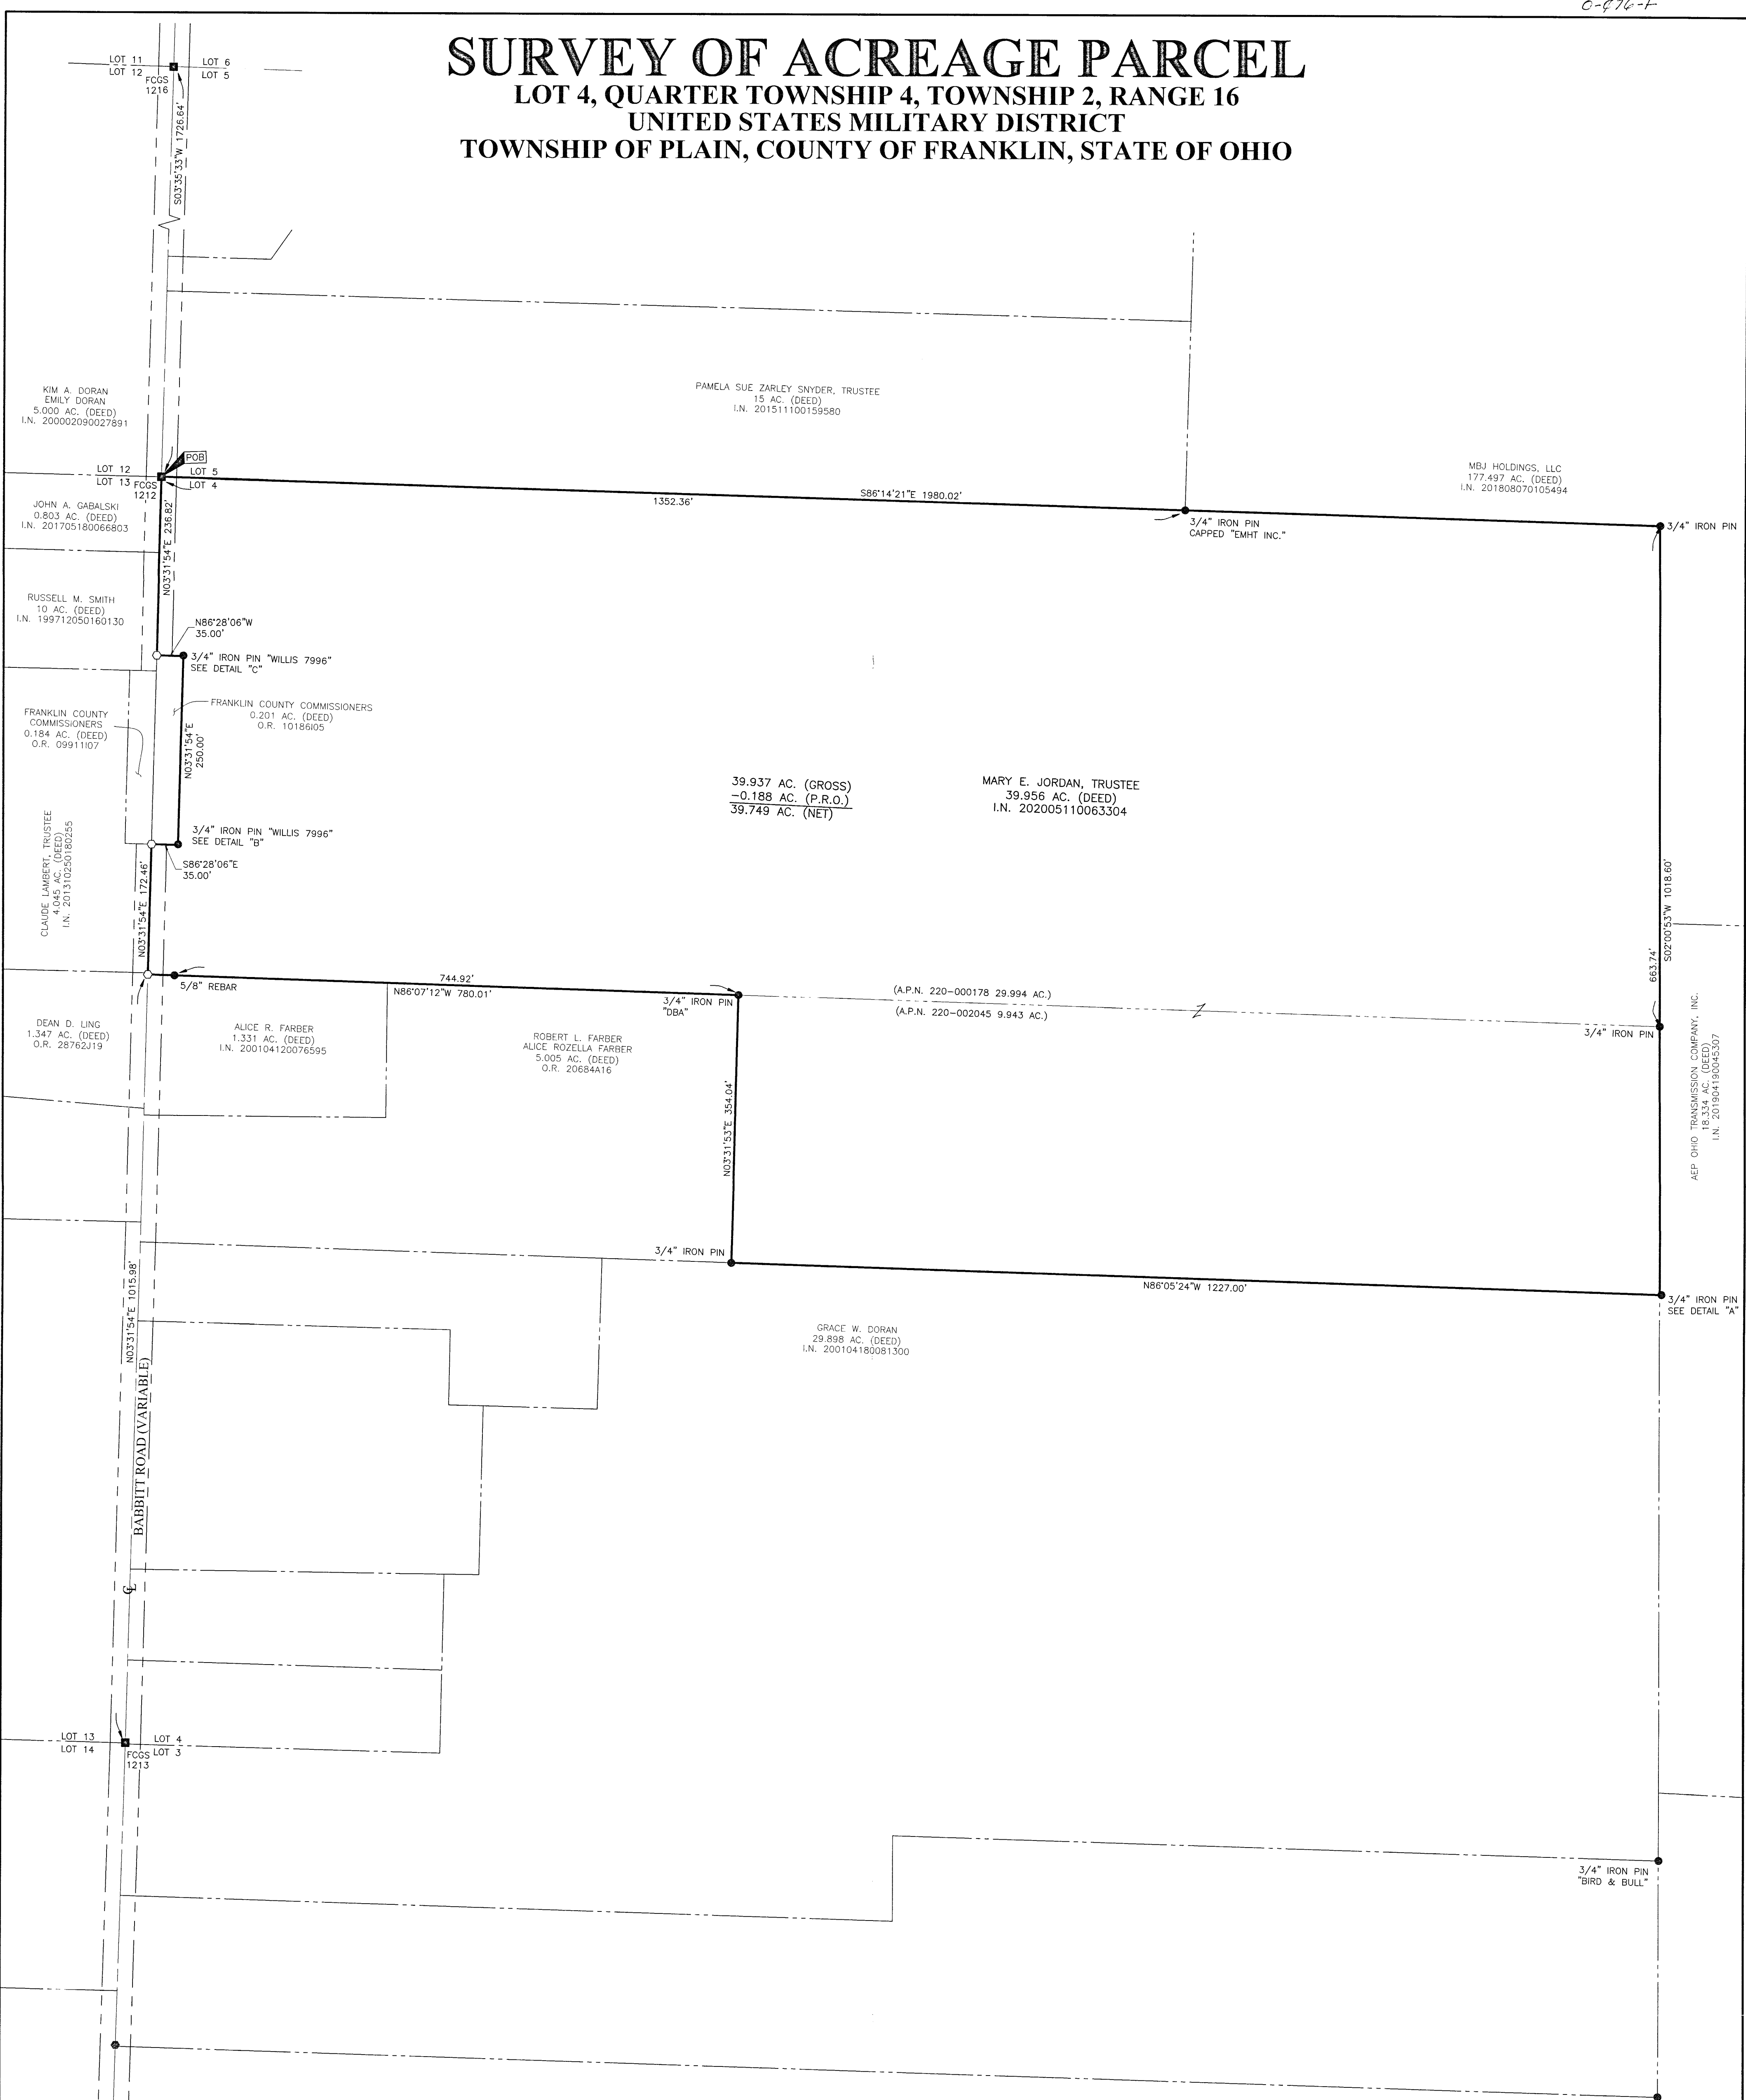 SURVEY OF ACREAGE PARCEL
LOT 4, QUARTER TOWNSHIP 4, TOWNSHIP 2, RANGE 16
UNITED STATES MILITARY DISTRICT
TOWNSHIP OF PLAIN, COUNTY OF FRANKLIN, STATE OF OHIO
LOT 11
LOT 12
LOT 6
LOT 5
FCGS
1216
S03°35'33"W 1726.64'
KIM A. DORAN
EMILY DORAN
5.000 AC. (DEED)
I.N. 200002090027891
PAMELA SUE ZARLEY SNYDER, TRUSTEE
15 AC. (DEED)
I.N. 201511100159580
MBJ HOLDINGS, LLC
177.497 AC. (DEED)
I.N. 201808070105494
POB
LOT 12
LOT 13
LOT 5
LOT 4
FCGS
1212
1352.36'
S86°14'21"E 1980.02'
3/4" IRON PIN
CAPPED "EMHT INC."
3/4" IRON PIN
JOHN A. GABALSKI
0.803 AC. (DEED)
I.N. 201705180066803
N03°31'54"E 236.82'
RUSSELL M. SMITH
10 AC. (DEED)
I.N. 199712050160130
N86°28'06"W
35.00'
3/4" IRON PIN "WILLIS 7996"
SEE DETAIL "C"
FRANKLIN COUNTY
COMMISSIONERS
0.184 AC. (DEED)
O.R. 09911I07
FRANKLIN COUNTY COMMISSIONERS
0.201 AC. (DEED)
O.R. 10186I05
N03°31'54"E
250.00'
39.937 AC. (GROSS)
-0.188 AC. (P.R.O.)
39.749 AC. (NET)
MARY E. JORDAN, TRUSTEE
39.956 AC. (DEED)
I.N. 202005110063304
CLAUDE LAMBERT, TRUSTEE
4.045 AC. (DEED)
I.N. 201310250180255
3/4" IRON PIN "WILLIS 7996"
SEE DETAIL "B"
S86°28'06"E
35.00'
N03°31'54"E 172.46'
S02°00'53"W 1018.60'
663.74'
5/8" REBAR
744.92'
N86°07'12"W 780.01'
3/4" IRON PIN
"DBA"
(A.P.N. 220-000178 29.994 AC.)
(A.P.N. 220-002045 9.943 AC.)
3/4" IRON PIN
DEAN D. LING
1.347 AC. (DEED)
O.R. 28762J19
ALICE R. FARBER
1.331 AC. (DEED)
I.N. 200104120076595
ROBERT L. FARBER
ALICE ROZELLA FARBER
5.005 AC. (DEED)
O.R. 20684A16
AEP OHIO TRANSMISSION COMPANY, INC.
18.334 AC. (DEED)
I.N. 201904190045307
N03°31'53"E 354.04'
3/4" IRON PIN
N86°05'24"W 1227.00'
3/4" IRON PIN
SEE DETAIL "A"
N03°31'54"E 1015.98'
GRACE W. DORAN
29.898 AC. (DEED)
I.N. 200104180081300
BABBITT ROAD (VARIABLE)
LOT 13
LOT 14
LOT 4
LOT 3
FCGS
1213
3/4" IRON PIN
"BIRD & BULL"